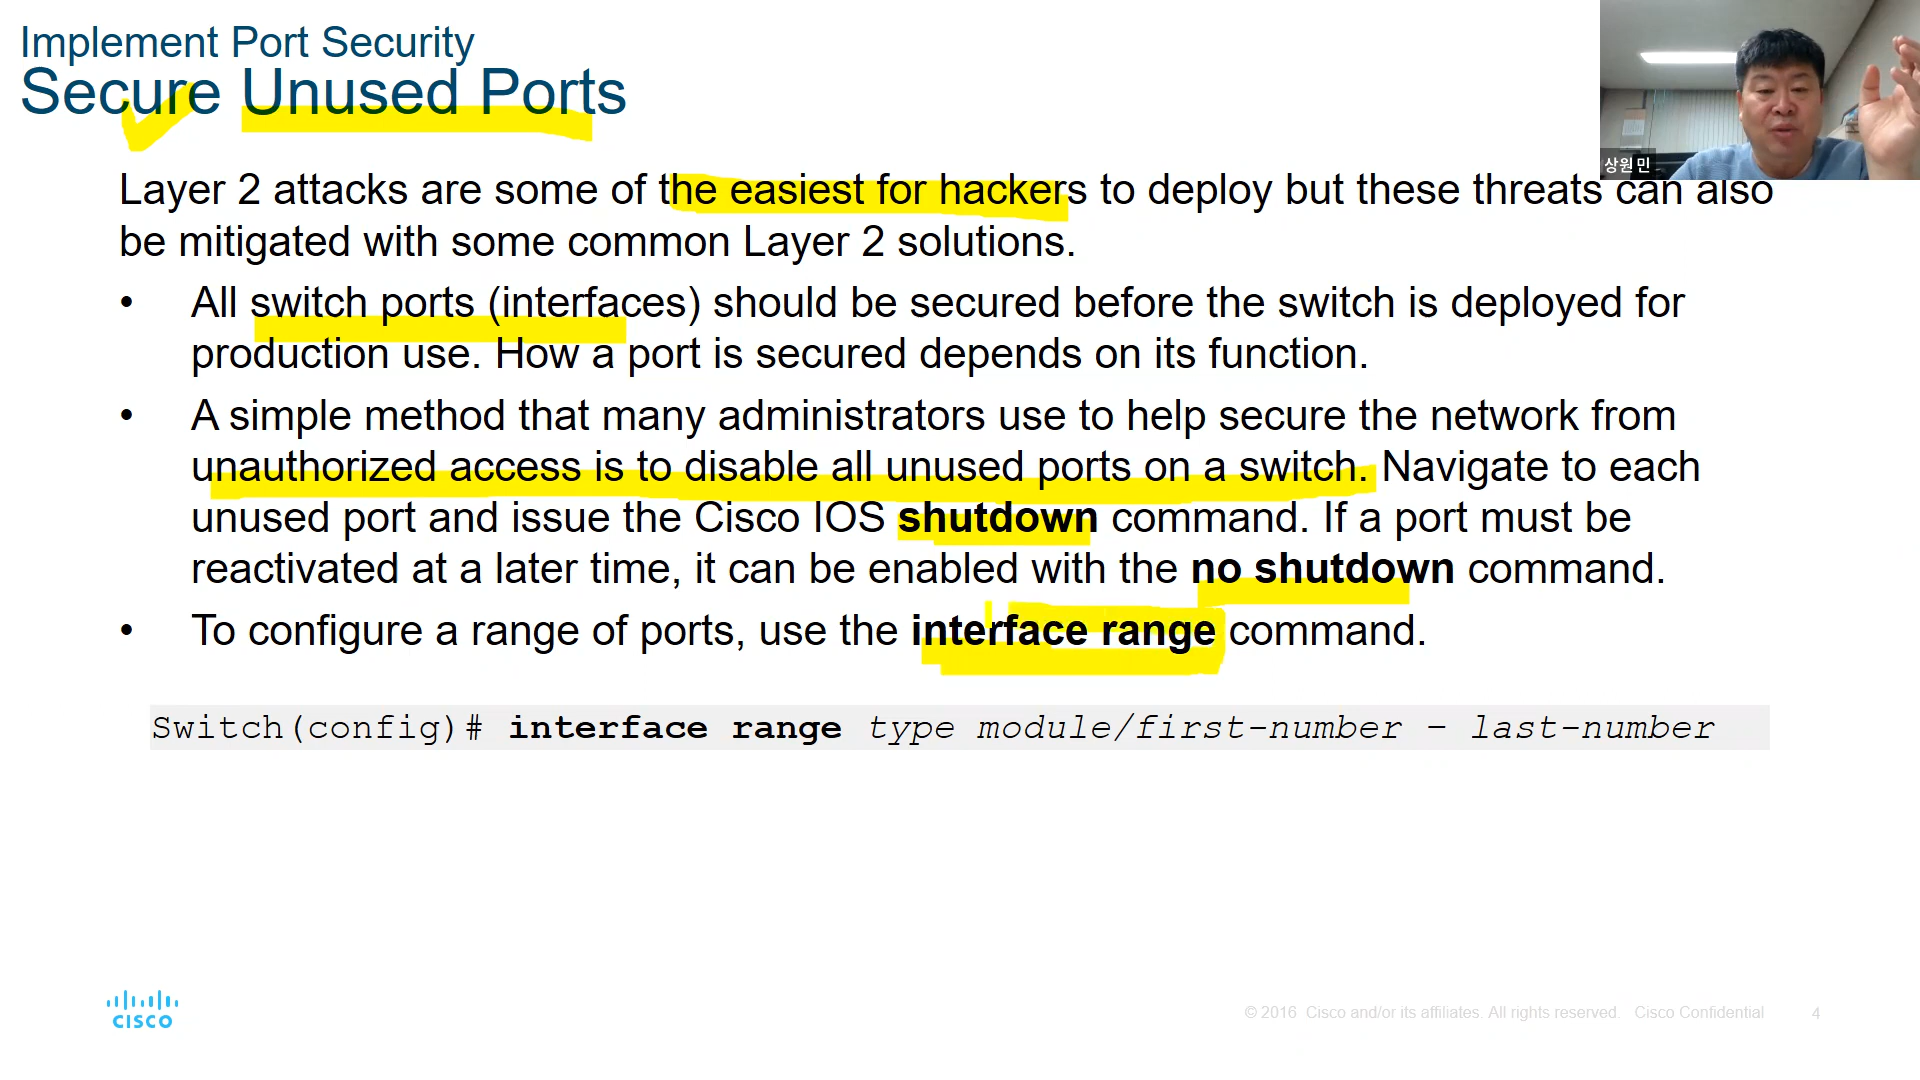 Implement Port Security
Secure Unused Ports
상원 민
Layer 2 attacks are some of the easiest for hackers to deploy but these threats can also
be mitigated with some common Layer 2 solutions.
• All switch ports (interfaces) should be secured before the switch is deployed for
production use. How a port is secured depends on its function.
• A simple method that many administrators use to help secure the network from
unauthorized access is to disable all unused ports on a switch. Navigate to each
unused port and issue the Cisco IOS shutdown command. If a port must be
reactivated at a later time, it can be enabled with the no shutdown command.
• To configure a range of ports, use the interface range command.
Switch(config)# interface range type module/first-number – last-number
CISCO
© 2016 Cisco and/or its affiliates. All rights reserved. Cisco Confidential
4